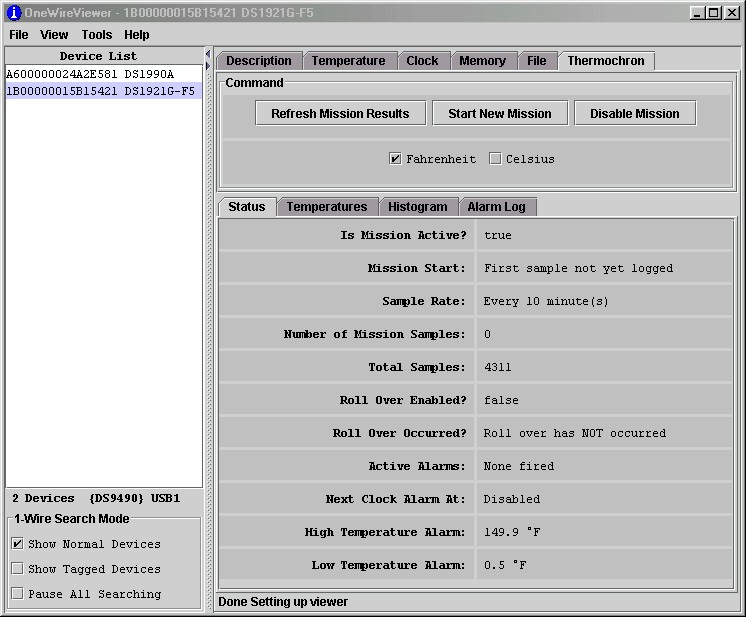 OneWireViewer - 1B00000015B15421 DS1921G-F5
File View Tools Help
Device List
A600000024A2E581 DS1990A
1B00000015B15421 DS1921G-F5
2 Devices {DS9490} USB1
1-Wire Search Mode
Show Normal Devices
Show Tagged Devices
Pause All Searching
Description Temperature Clock Memory File Thermochron
Command
Refresh Mission Results Start New Mission Disable Mission
Fahrenheit Celsius
Status Temperatures Histogram Alarm Log
Is Mission Active? true
Mission Start: First sample not yet logged
Sample Rate: Every 10 minute(s)
Number of Mission Samples: 0
Total Samples: 4311
Roll Over Enabled? false
Roll Over Occurred? Roll over has NOT occurred
Active Alarms: None fired
Next Clock Alarm At: Disabled
High Temperature Alarm: 149.9 °F
Low Temperature Alarm: 0.5 °F
Done Setting up viewer